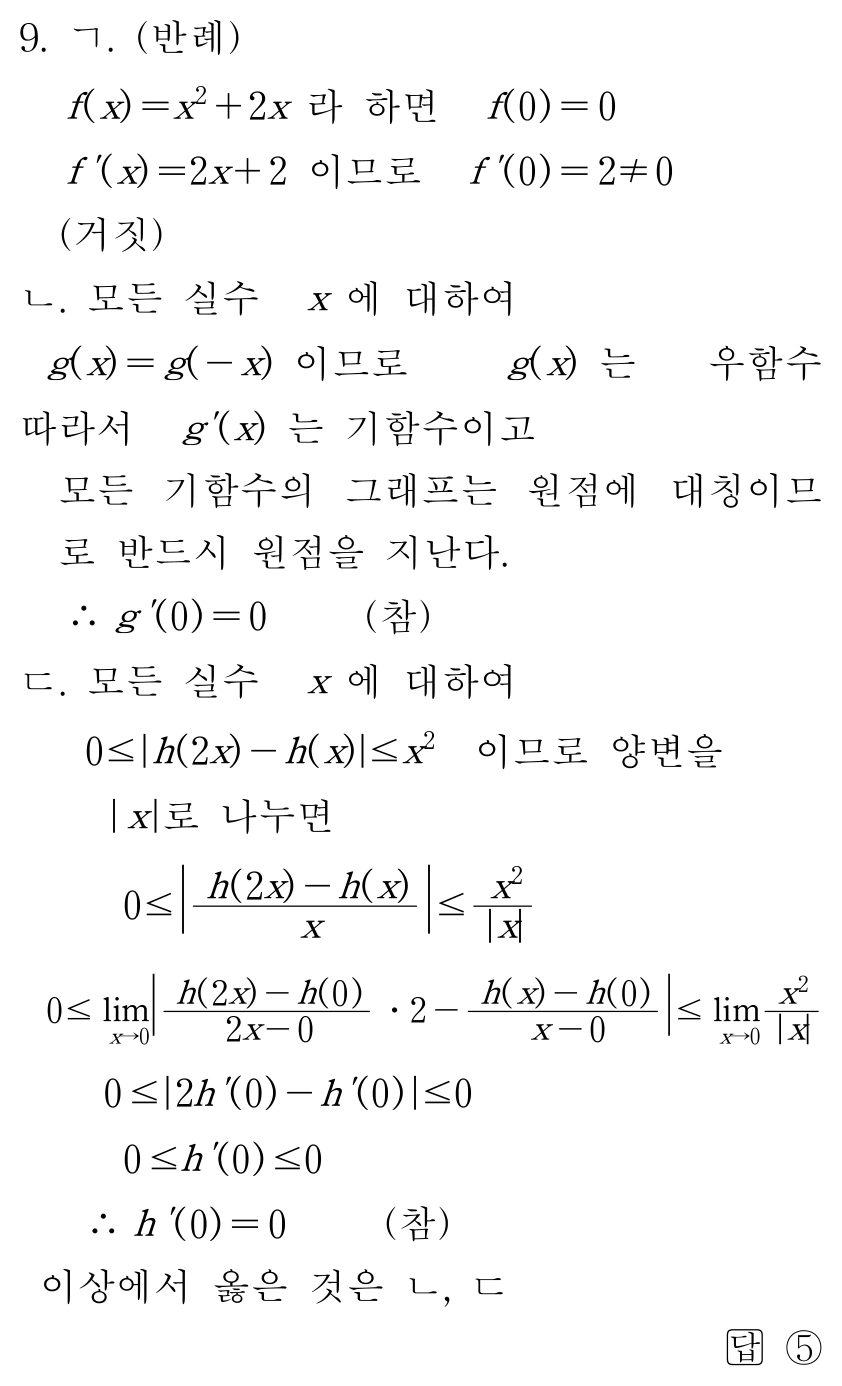 9. ㄱ. (반례)
f(x)=x²+2x 라 하면 f(0)=0
f′(x)=2x+2 이므로 f′(0)=2≠0
(거짓)
ㄴ. 모든 실수 x 에 대하여
g(x)=g(-x) 이므로 g(x) 는 우함수
따라서 g′(x) 는 기함수이고
모든 기함수의 그래프는 원점에 대칭이므
로 반드시 원점을 지난다.
∴ g′(0)=0 (참)
ㄷ. 모든 실수 x 에 대하여
0≤|h(2x)-h(x)|≤x² 이므로 양변을
|x|로 나누면
0≤|(h(2x)-h(x))/x|≤x²/|x|
0≤ lim_{x→0}|(h(2x)-h(0))/(2x-0) · 2 - (h(x)-h(0))/(x-0)|≤ lim_{x→0} x²/|x|
0≤|2h′(0)-h′(0)|≤0
0≤h′(0)≤0
∴ h′(0)=0 (참)
이상에서 옳은 것은 ㄴ, ㄷ
답 ⑤